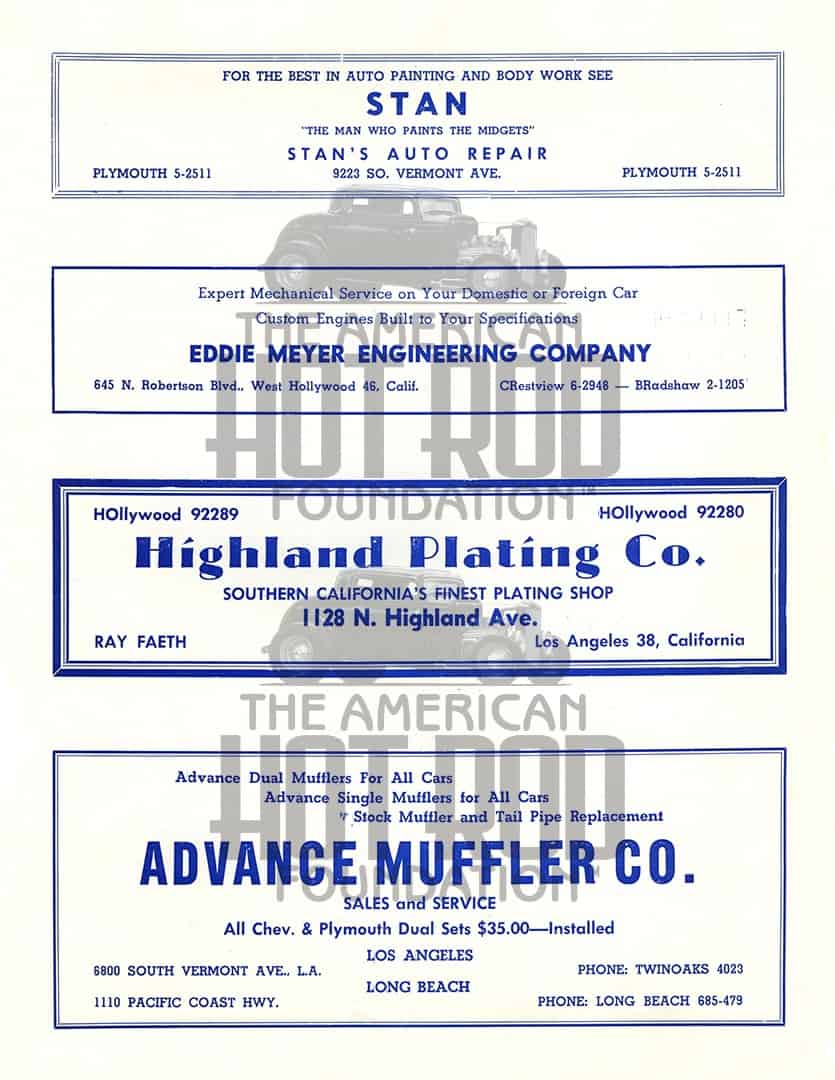 FOR THE BEST IN AUTO PAINTING AND BODY WORK SEE
STAN
"THE MAN WHO PAINTS THE MIDGETS"
STAN'S AUTO REPAIR
PLYMOUTH 5-2511 9223 SO. VERMONT AVE. PLYMOUTH 5-2511
Expert Mechanical Service on Your Domestic or Foreign Car
Custom Engines Built to Your Specifications
THE AMERICAN
EDDIE MEYER ENGINEERING COMPANY
645 N. Robertson Blvd., West Hollywood 46, Calif. CRestview 6-2948 — BRadshaw 2-1205
HOT ROD
FOUNDATION™
HOllywood 92289 HOllywood 92280
Highland Plating Co.
SOUTHERN CALIFORNIA'S FINEST PLATING SHOP
1128 N. Highland Ave.
RAY FAETH Los Angeles 38, California
THE AMERICAN
HOT ROD
Advance Dual Mufflers For All Cars
Advance Single Mufflers for All Cars
Stock Muffler and Tail Pipe Replacement
ADVANCE MUFFLER CO.
FOUNDATION™
SALES and SERVICE
All Chev. & Plymouth Dual Sets $35.00—Installed
LOS ANGELES
6800 SOUTH VERMONT AVE., L.A. PHONE: TWINOAKS 4023
LONG BEACH
1110 PACIFIC COAST HWY. PHONE: LONG BEACH 685-479